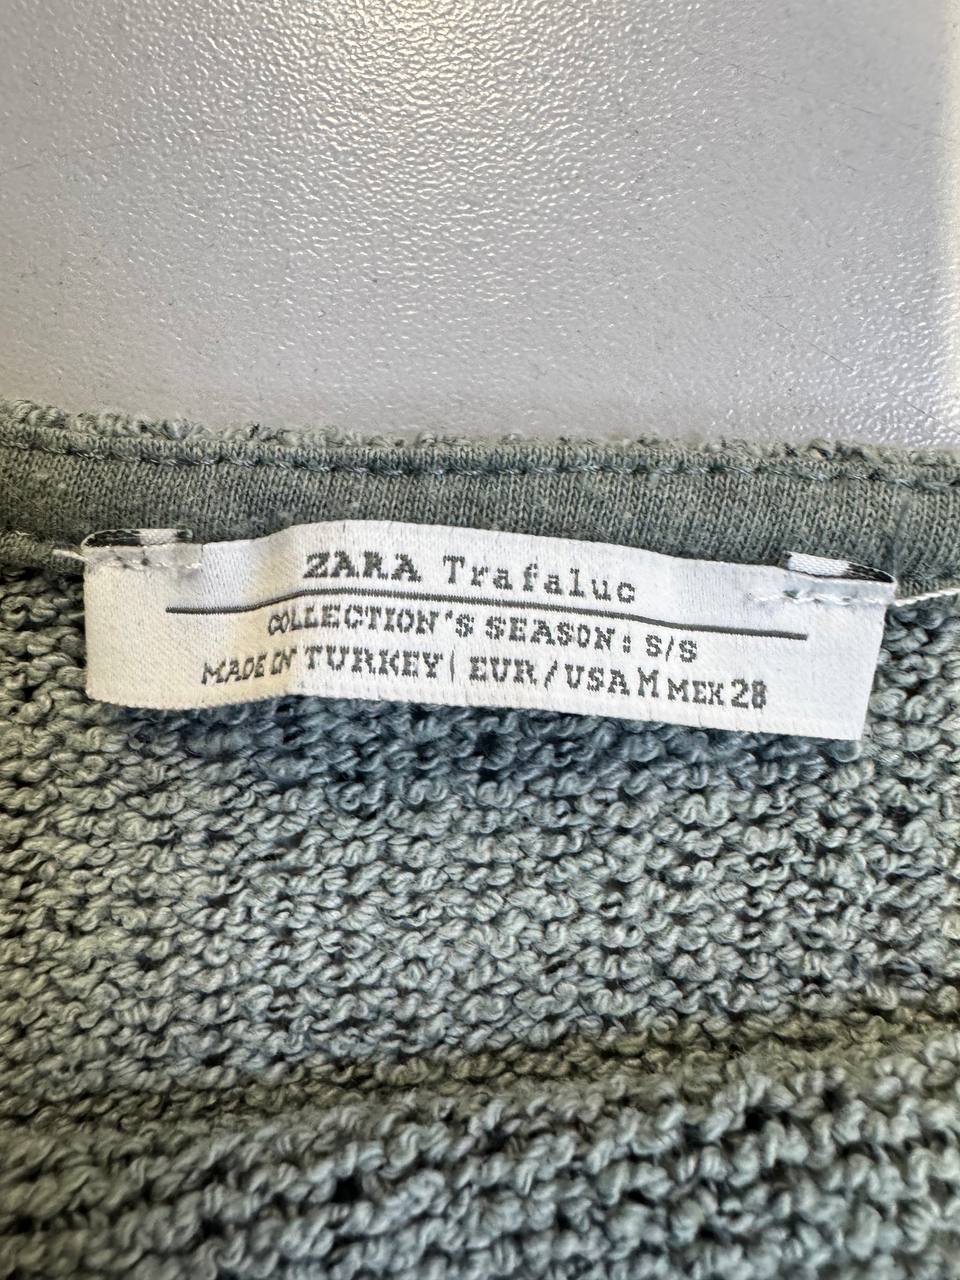 ZARA Trafaluc
COLLECTION'S SEASON: S/S
MADE IN TURKEY | EUR/USA M MEX 28